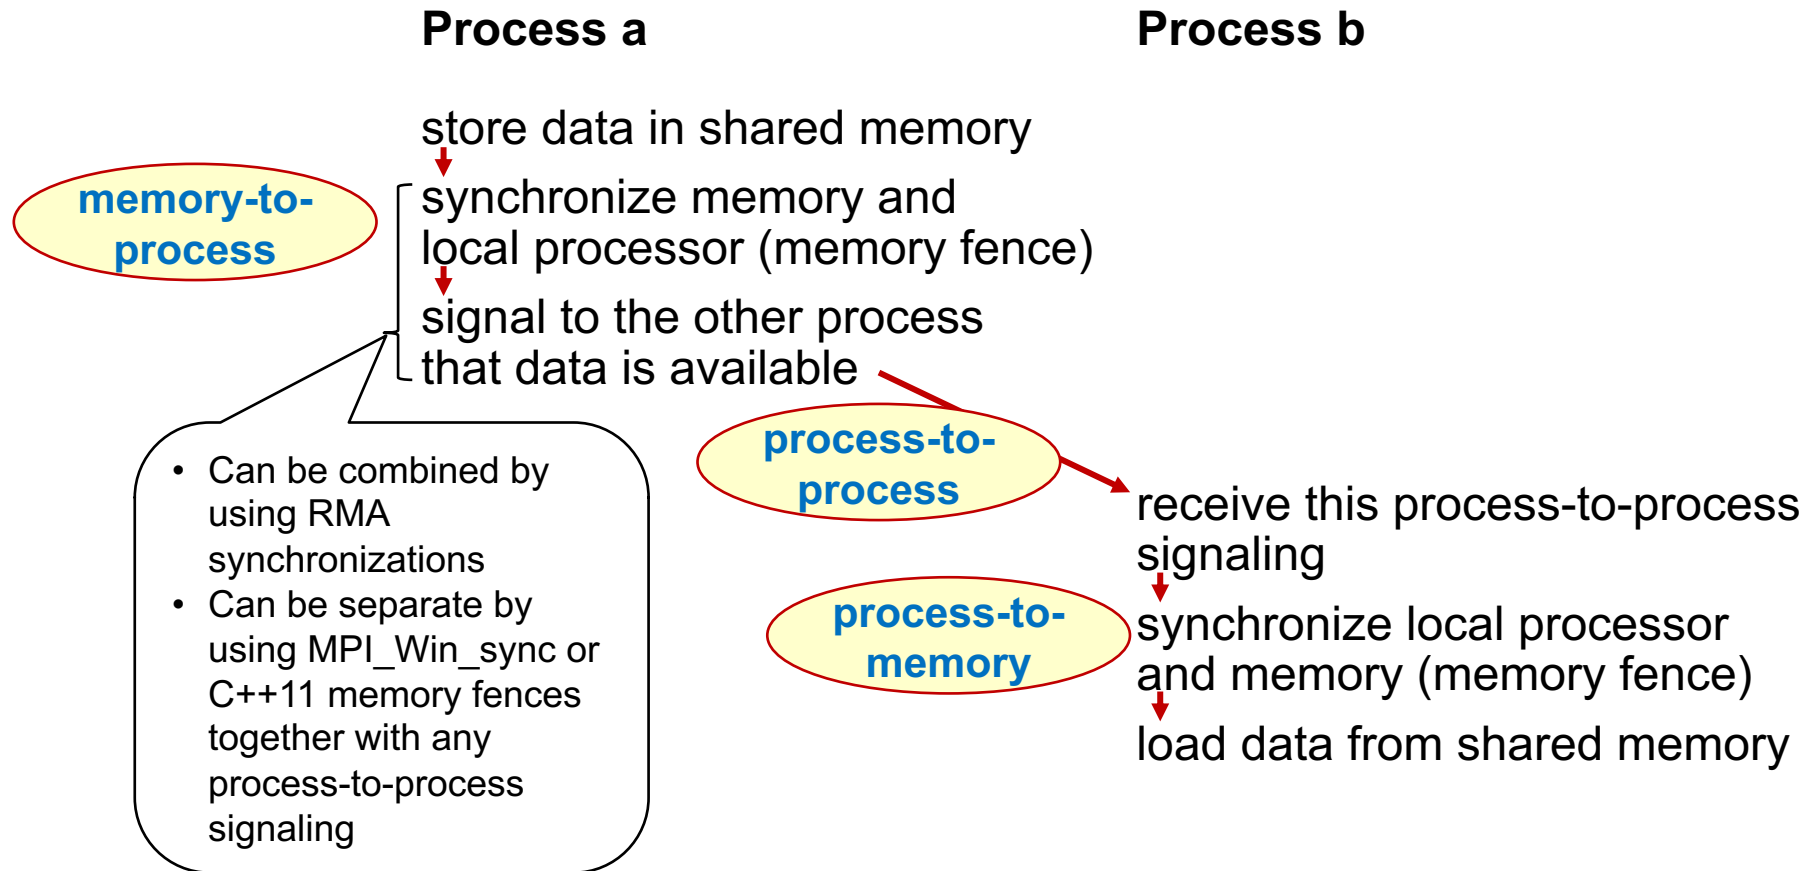 Process a
Process b
store data in shared memory
memory-to-
process
synchronize memory and
local processor (memory fence)
signal to the other process
that data is available
• Can be combined by
using RMA
synchronizations
• Can be separate by
using MPI_Win_sync or
C++11 memory fences
together with any
process-to-process
signaling
process-to-
process
receive this process-to-process
signaling
process-to-
memory
synchronize local processor
and memory (memory fence)
load data from shared memory